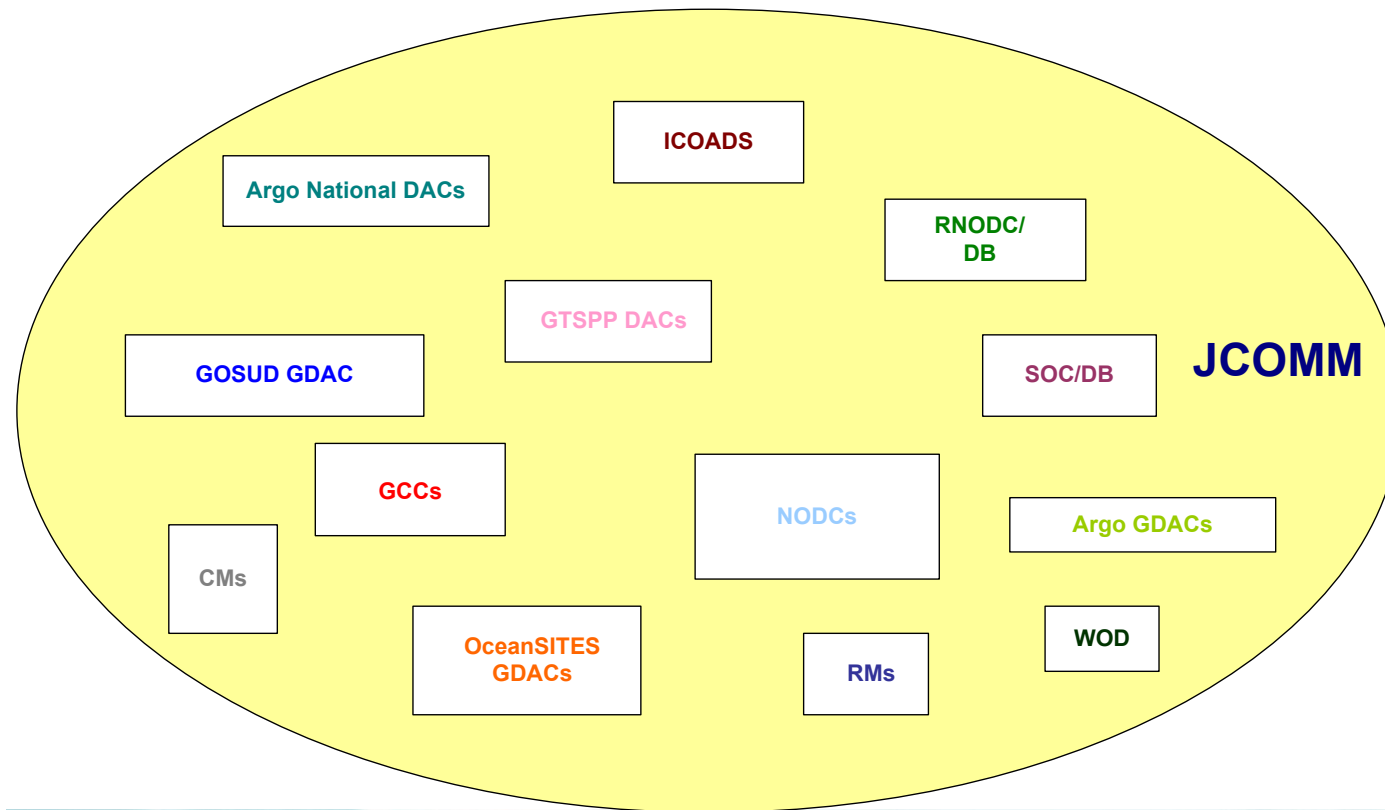 ICOADS
Argo National DACs
RNODC/
DB
GTSPP DACs
GOSUD GDAC
SOC/DB
JCOMM
GCCs
NODCs
Argo GDACs
CMs
OceanSITES
GDACs
RMs
WOD